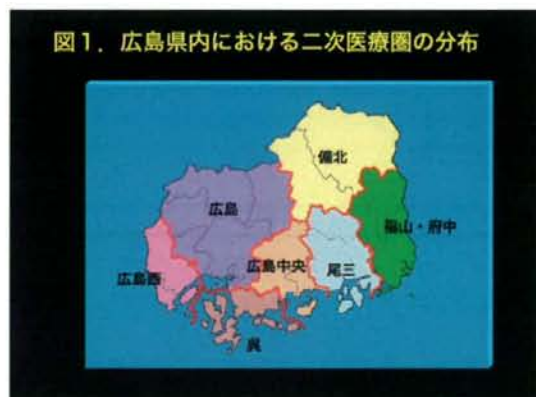 図1．広島県内における二次医療圏の分布
備北
広島
福山・府中
広島中央
尾三
広島西
呉